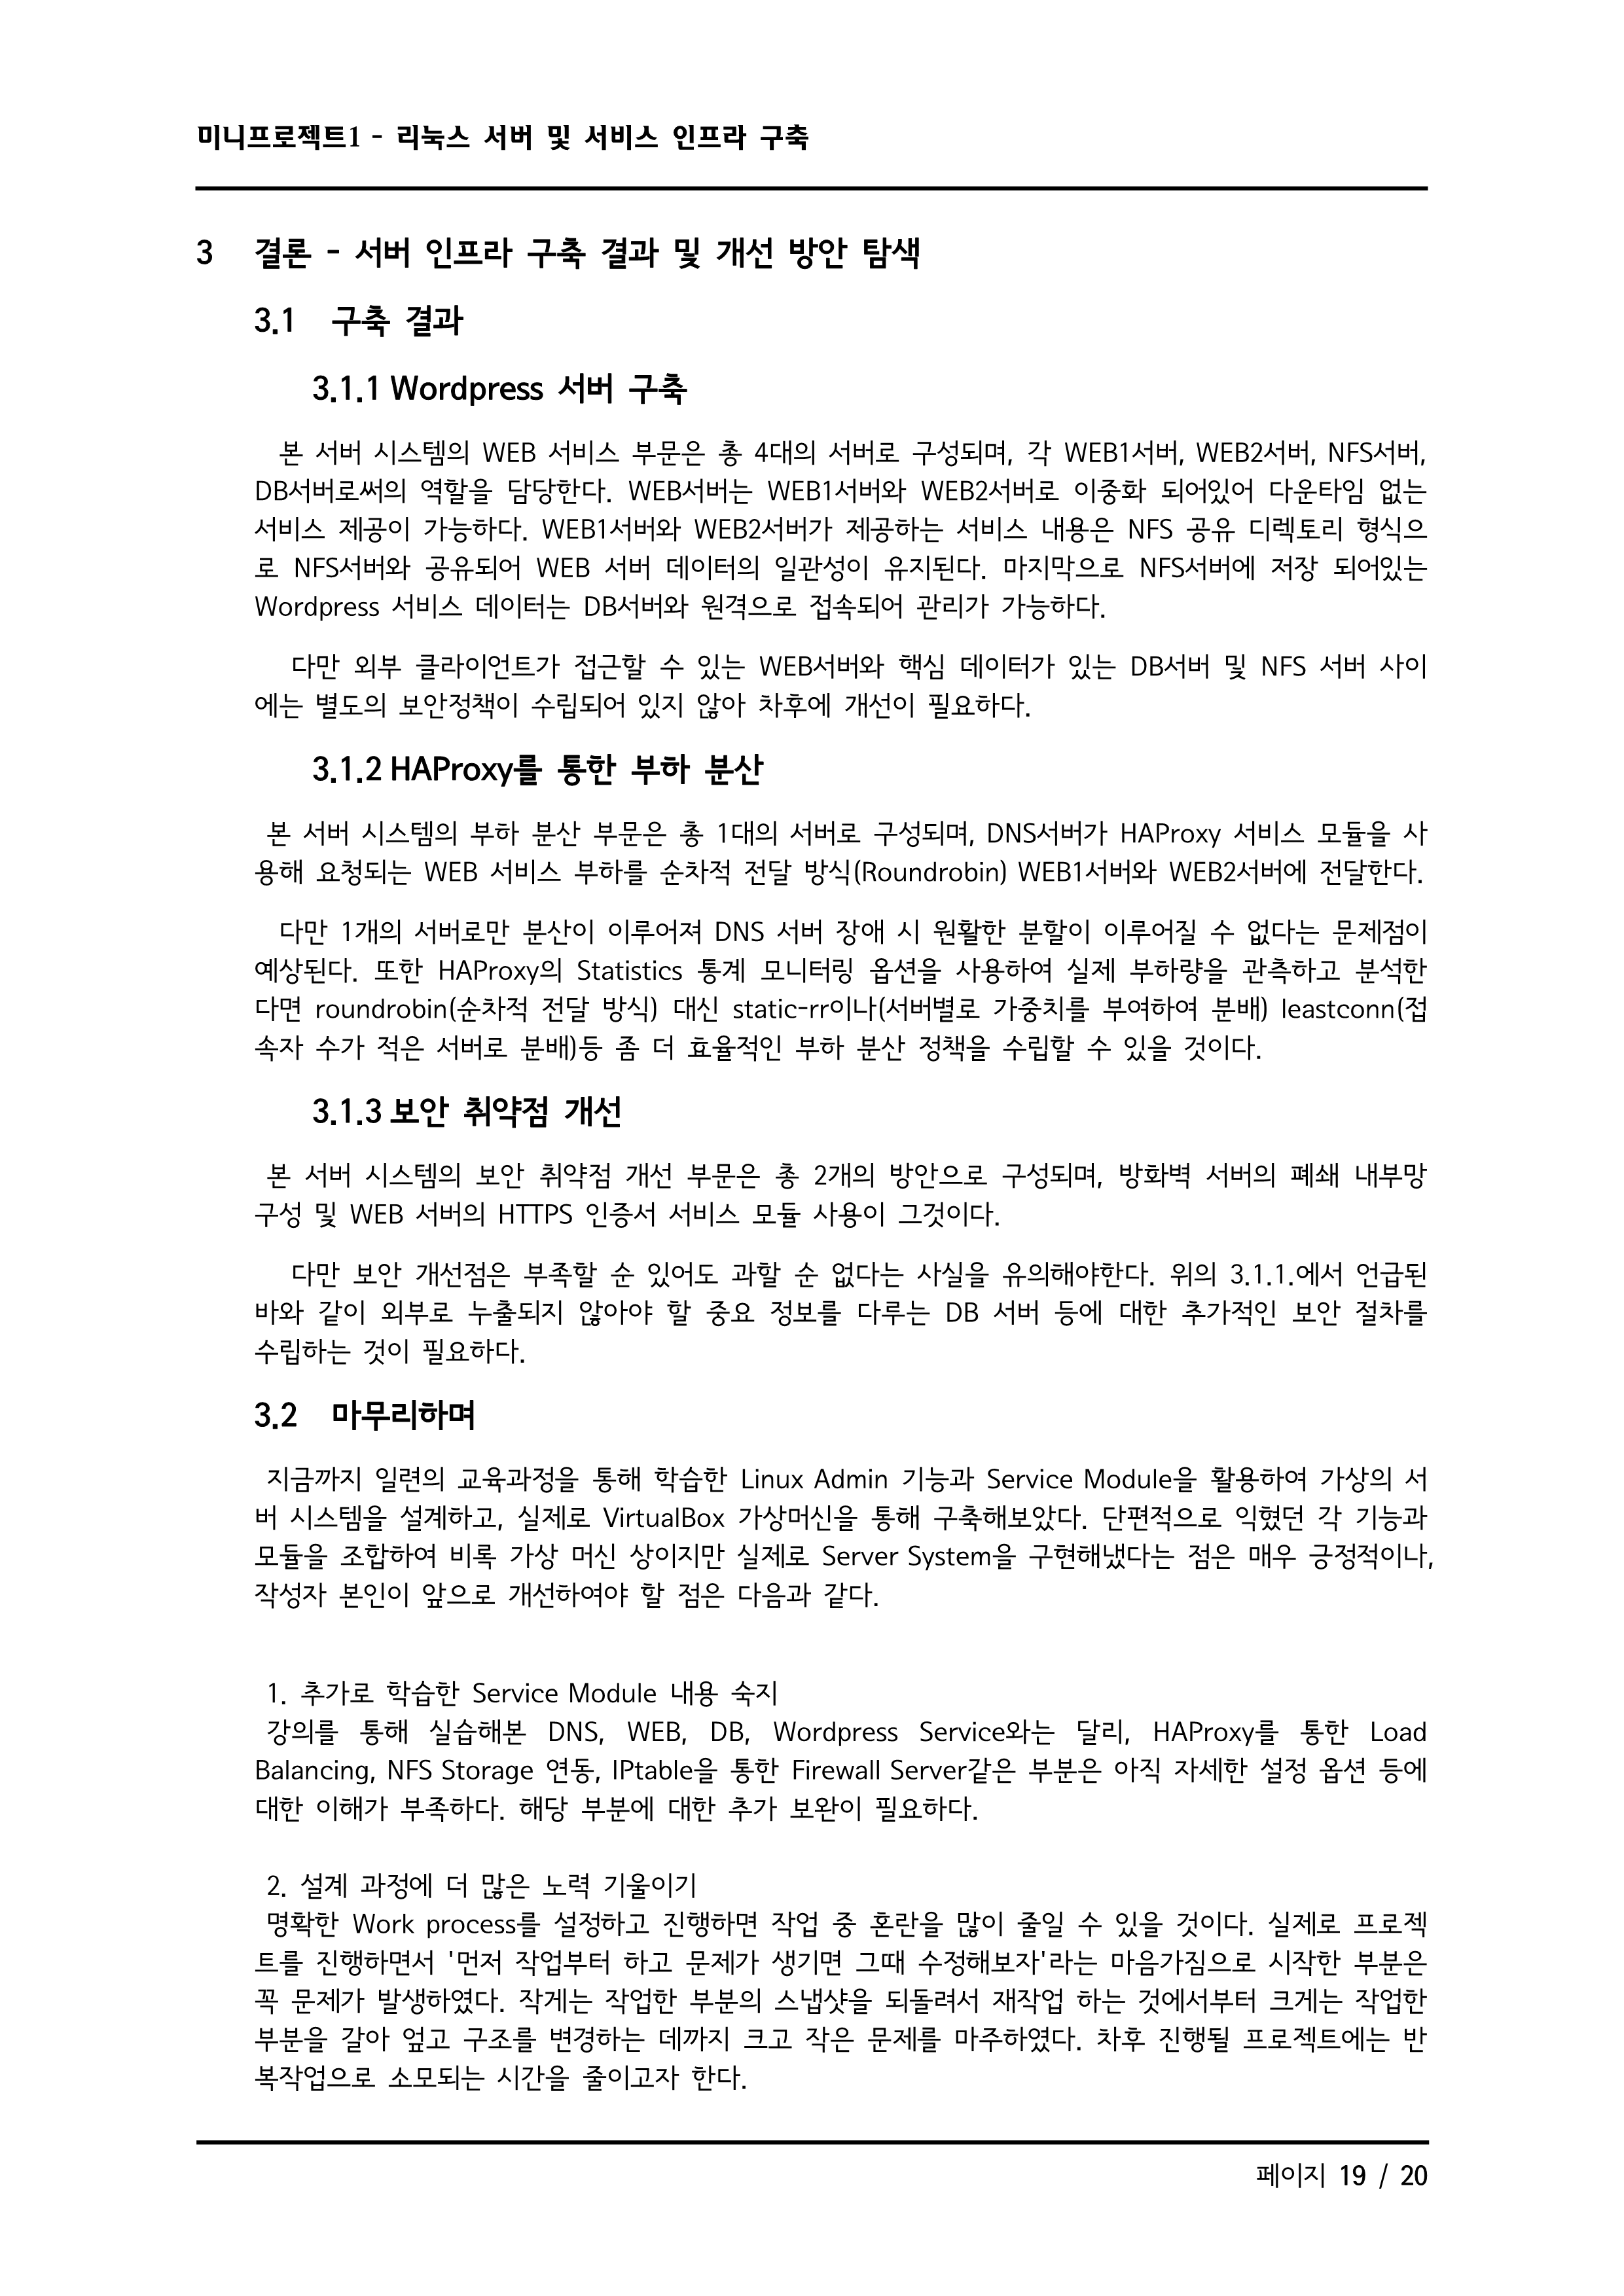 미니프로젝트1 - 리눅스 서버 및 서비스 인프라 구축
3 결론 - 서버 인프라 구축 결과 및 개선 방안 탐색
3.1 구축 결과
3.1.1 Wordpress 서버 구축
본 서버 시스템의 WEB 서비스 부문은 총 4대의 서버로 구성되며, 각 WEB1서버, WEB2서버, NFS서버,
DB서버로써의 역할을 담당한다. WEB서버는 WEB1서버와 WEB2서버로 이중화 되어있어 다운타임 없는
서비스 제공이 가능하다. WEB1서버와 WEB2서버가 제공하는 서비스 내용은 NFS 공유 디렉토리 형식으
로 NFS서버와 공유되어 WEB 서버 데이터의 일관성이 유지된다. 마지막으로 NFS서버에 저장 되어있는
Wordpress 서비스 데이터는 DB서버와 원격으로 접속되어 관리가 가능하다.
다만 외부 클라이언트가 접근할 수 있는 WEB서버와 핵심 데이터가 있는 DB서버 및 NFS 서버 사이
에는 별도의 보안정책이 수립되어 있지 않아 차후에 개선이 필요하다.
3.1.2 HAProxy를 통한 부하 분산
본 서버 시스템의 부하 분산 부문은 총 1대의 서버로 구성되며, DNS서버가 HAProxy 서비스 모듈을 사
용해 요청되는 WEB 서비스 부하를 순차적 전달 방식(Roundrobin) WEB1서버와 WEB2서버에 전달한다.
다만 1개의 서버로만 분산이 이루어져 DNS 서버 장애 시 원활한 분할이 이루어질 수 없다는 문제점이
예상된다. 또한 HAProxy의 Statistics 통계 모니터링 옵션을 사용하여 실제 부하량을 관측하고 분석한
다면 roundrobin(순차적 전달 방식) 대신 static-rr이나(서버별로 가중치를 부여하여 분배) leastconn(접
속자 수가 적은 서버로 분배)등 좀 더 효율적인 부하 분산 정책을 수립할 수 있을 것이다.
3.1.3 보안 취약점 개선
본 서버 시스템의 보안 취약점 개선 부문은 총 2개의 방안으로 구성되며, 방화벽 서버의 폐쇄 내부망
구성 및 WEB 서버의 HTTPS 인증서 서비스 모듈 사용이 그것이다.
다만 보안 개선점은 부족할 순 있어도 과할 순 없다는 사실을 유의해야한다. 위의 3.1.1.에서 언급된
바와 같이 외부로 누출되지 않아야 할 중요 정보를 다루는 DB 서버 등에 대한 추가적인 보안 절차를
수립하는 것이 필요하다.
3.2 마무리하며
지금까지 일련의 교육과정을 통해 학습한 Linux Admin 기능과 Service Module을 활용하여 가상의 서
버 시스템을 설계하고, 실제로 VirtualBox 가상머신을 통해 구축해보았다. 단편적으로 익혔던 각 기능과
모듈을 조합하여 비록 가상 머신 상이지만 실제로 Server System을 구현해냈다는 점은 매우 긍정적이나,
작성자 본인이 앞으로 개선하여야 할 점은 다음과 같다.
1. 추가로 학습한 Service Module 내용 숙지
강의를 통해 실습해본 DNS, WEB, DB, Wordpress Service와는 달리, HAProxy를 통한 Load
Balancing, NFS Storage 연동, IPtable을 통한 Firewall Server같은 부분은 아직 자세한 설정 옵션 등에
대한 이해가 부족하다. 해당 부분에 대한 추가 보완이 필요하다.
2. 설계 과정에 더 많은 노력 기울이기
명확한 Work process를 설정하고 진행하면 작업 중 혼란을 많이 줄일 수 있을 것이다. 실제로 프로젝
트를 진행하면서 '먼저 작업부터 하고 문제가 생기면 그때 수정해보자'라는 마음가짐으로 시작한 부분은
꼭 문제가 발생하였다. 작게는 작업한 부분의 스냅샷을 되돌려서 재작업 하는 것에서부터 크게는 작업한
부분을 갈아 엎고 구조를 변경하는 데까지 크고 작은 문제를 마주하였다. 차후 진행될 프로젝트에는 반
복작업으로 소모되는 시간을 줄이고자 한다.
페이지 19 / 20